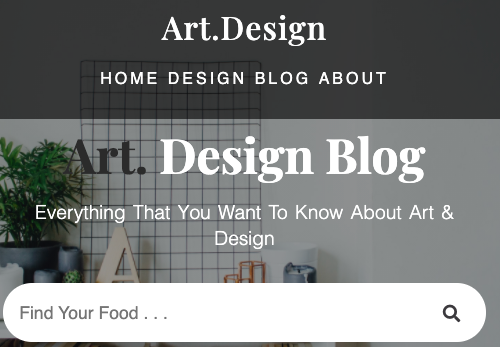 Art.Design
HOME DESIGN BLOG ABOUT
Art. Design Blog
Everything That You Want To Know About Art &
Design
Find Your Food . . .